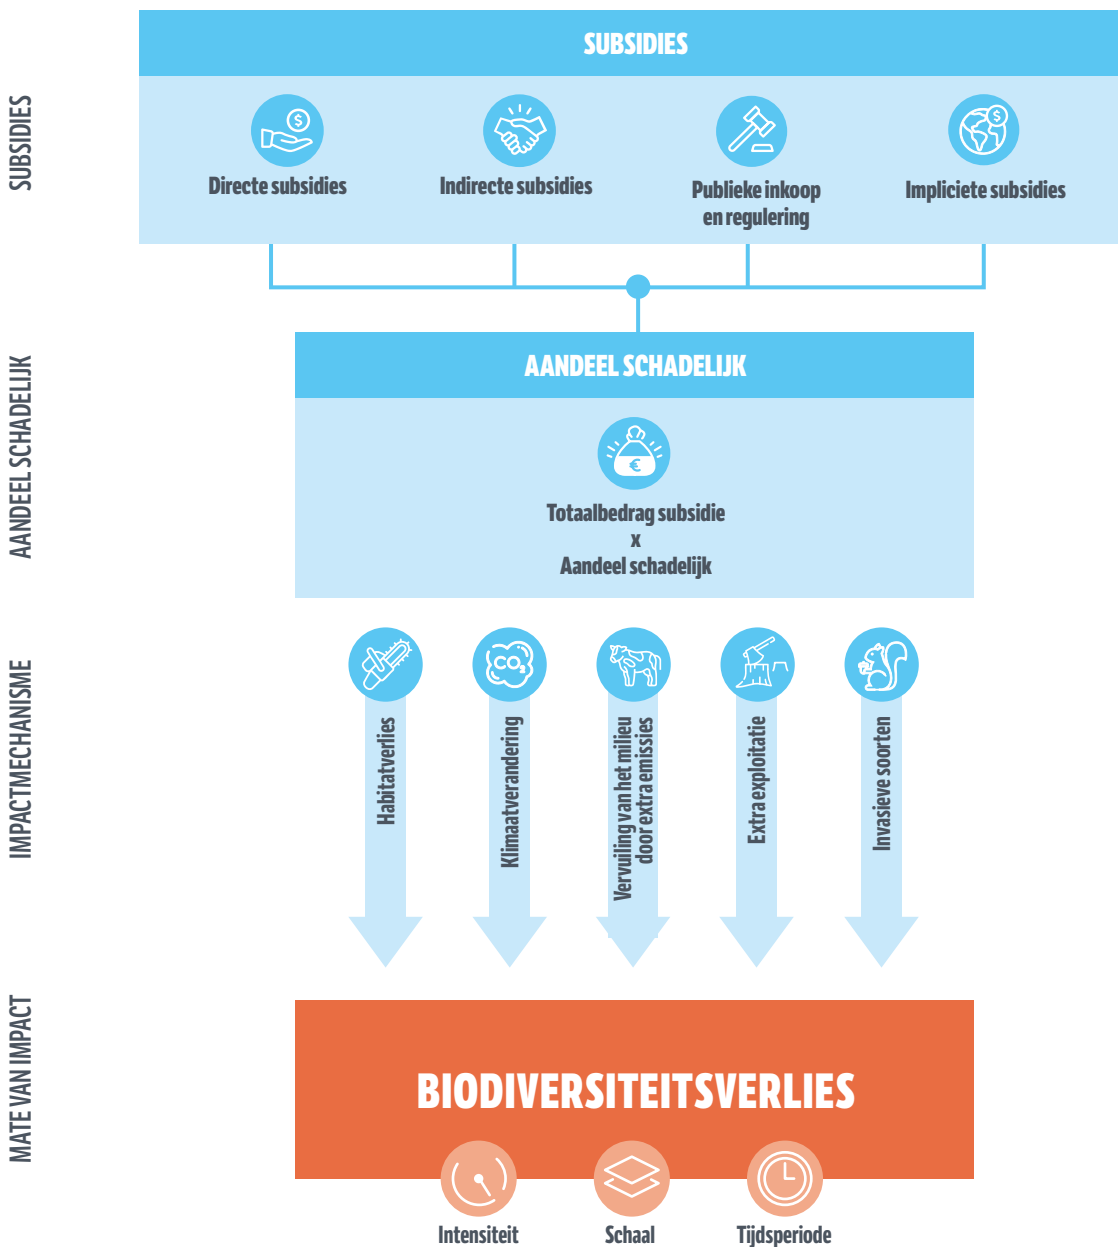 SUBSIDIES
SUBSIDIES
$
Directe subsidies
Indirecte subsidies
Publieke inkoop
en regulering
$
Impliciete subsidies
AANDEEL SCHADELIJK
AANDEEL SCHADELIJK
€
Totaalbedrag subsidie
x
Aandeel schadelijk
IMPACTMECHANISME
Habitatverlies
CO2
Klimaatverandering
Vervuiling van het milieu
door extra emissies
Extra exploitatie
Invasieve soorten
MATE VAN IMPACT
BIODIVERSITEITSVERLIES
Intensiteit
Schaal
Tijdsperiode